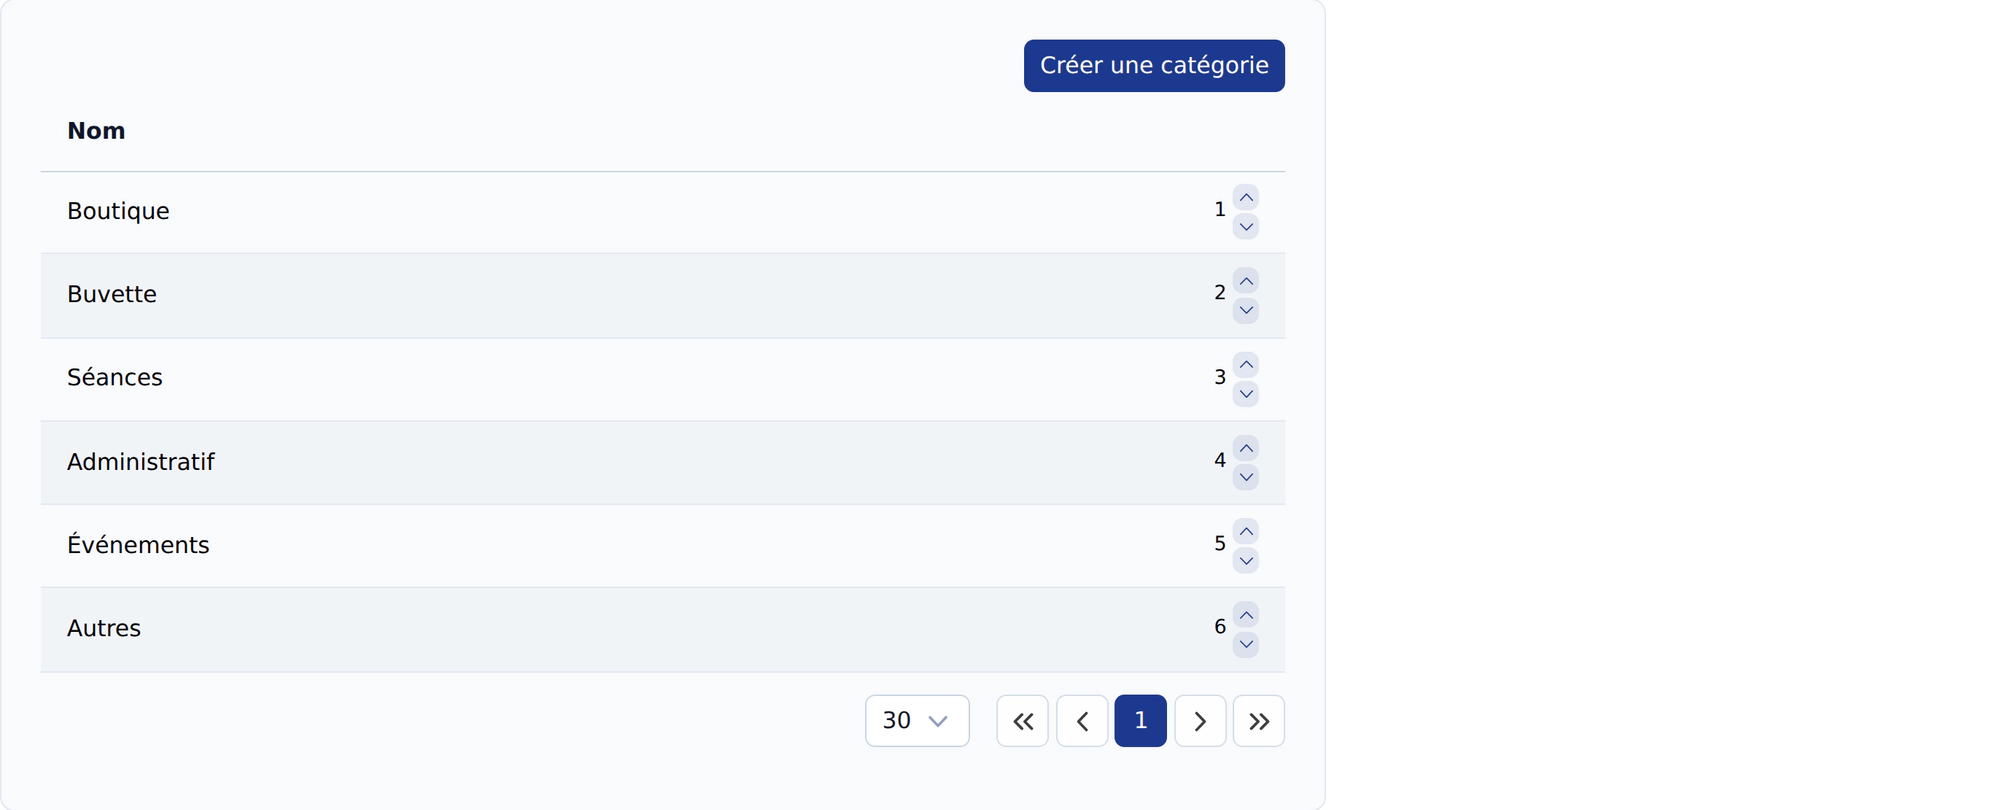 Créer une catégorie
Nom
Boutique 1
Buvette 2
Séances 3
Administratif 4
Événements 5
Autres 6
30 1